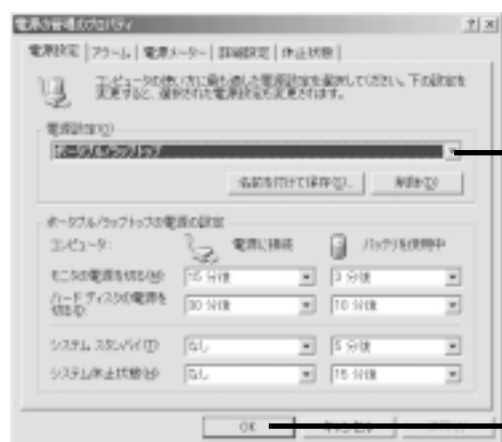 電源の管理のプロパティ
電源設定 アラーム 電源メーター 詳細設定 休止状態
コンピュータの使い方に最も適した電源設定を選択してください。下の設定を
変更すると、選択された電源設定も変更されます。
電源設定(C)
ポータブル/ラップトップ
名前を付けて保存(S)... 削除(D)
ポータブル/ラップトップの電源の設定
コンピュータ: 電源に接続 バッテリを使用中
モニタの電源を切る(M): 15 分後 3 分後
ハード ディスクの電源を 30 分後 10 分後
切る(I):
システム スタンバイ(T): なし 5 分後
システム休止状態(H): なし 15 分後
OK キャンセル